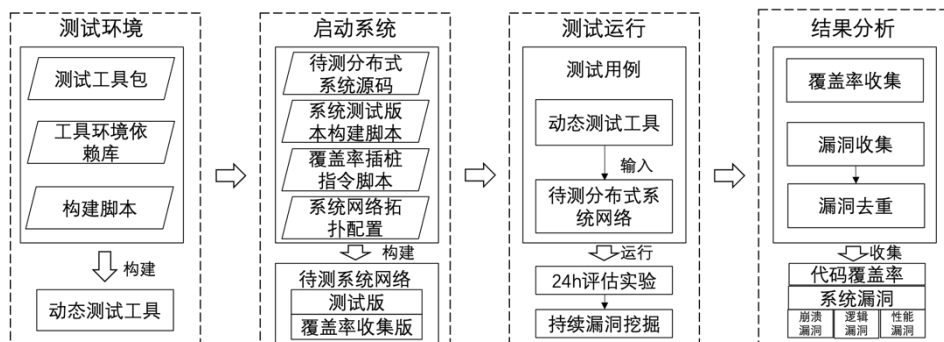 测试环境
测试工具包
工具环境依
赖库
构建脚本
构建
动态测试工具
启动系统
待测分布式
系统源码
系统测试版
本构建脚本
覆盖率插桩
指令脚本
系统网络拓
扑配置
构建
待测系统网络
测试版
覆盖率收集版
测试运行
测试用例
动态测试工具
输入
待测分布式系
统网络
运行
24h评估实验
持续漏洞挖掘
结果分析
覆盖率收集
漏洞收集
漏洞去重
收集
代码覆盖率
系统漏洞
崩溃
漏洞
逻辑
漏洞
性能
漏洞